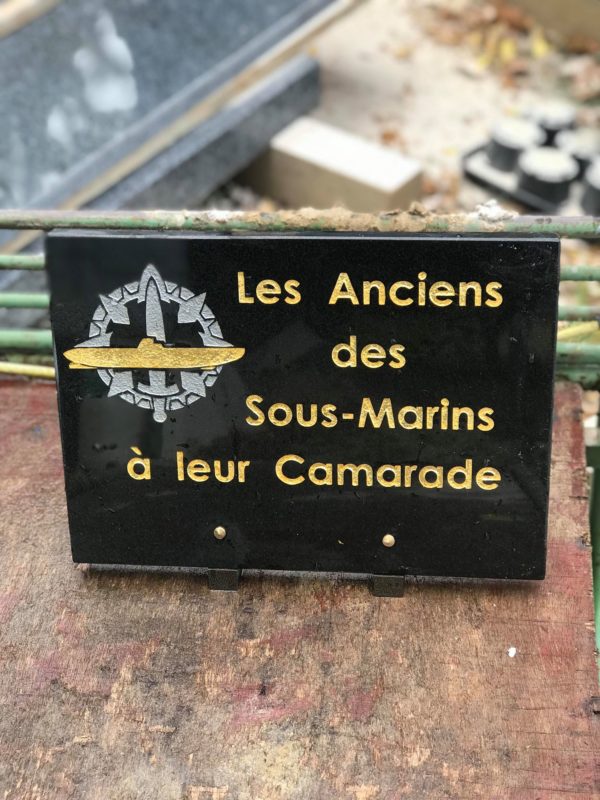 Les Anciens
des
Sous-Marins
à leur Camarade